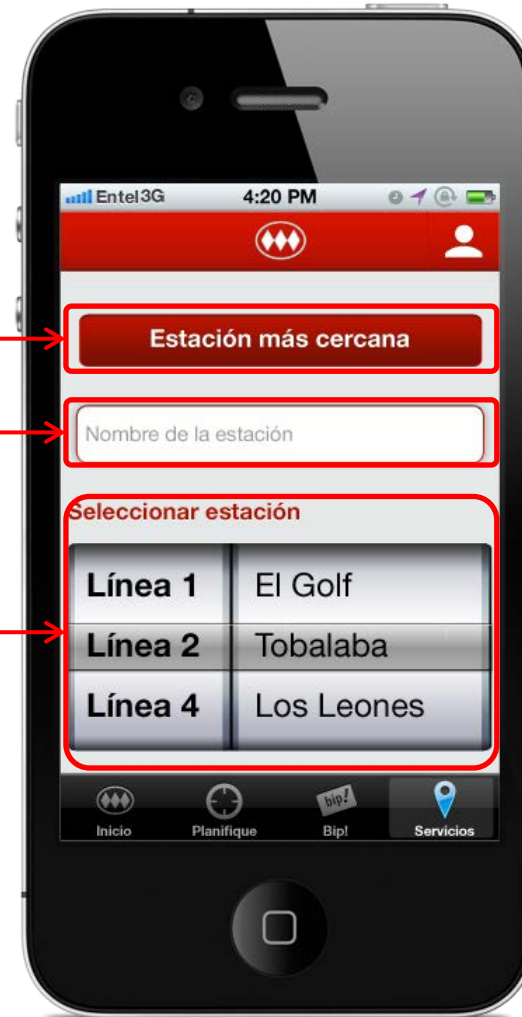 Entel 3G 4:20 PM
Estación más cercana
Nombre de la estación
Seleccionar estación
Línea 1 El Golf
Línea 2 Tobalaba
Línea 4 Los Leones
bip!
Inicio Planifique Bip! Servicios